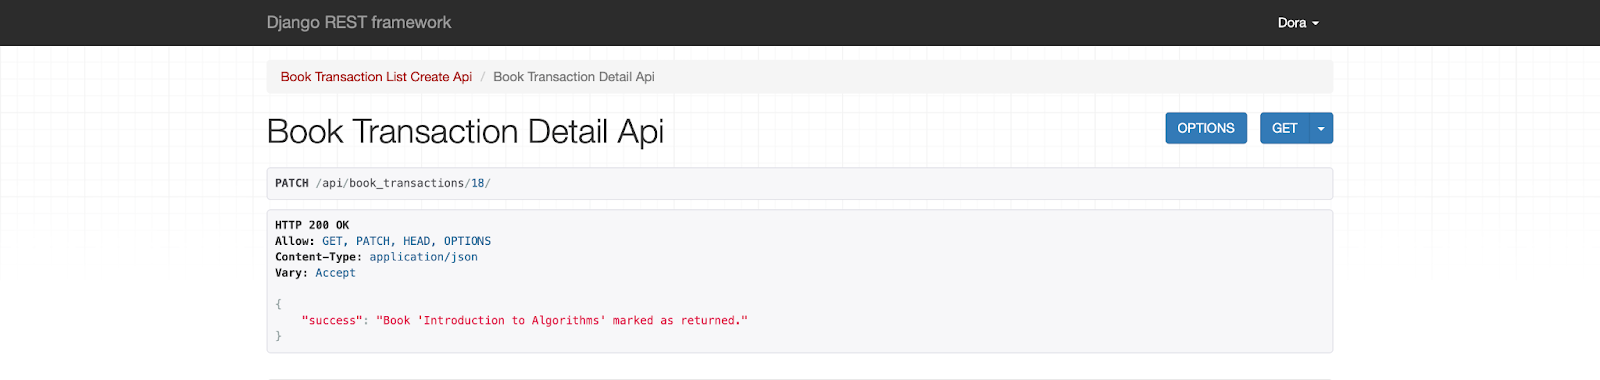 Django REST framework
Dora
Book Transaction List Create Api / Book Transaction Detail Api
Book Transaction Detail Api
OPTIONS
GET
PATCH /api/book_transactions/18/
HTTP 200 OK
Allow: GET, PATCH, HEAD, OPTIONS
Content-Type: application/json
Vary: Accept
{
"success": "Book 'Introduction to Algorithms' marked as returned."
}